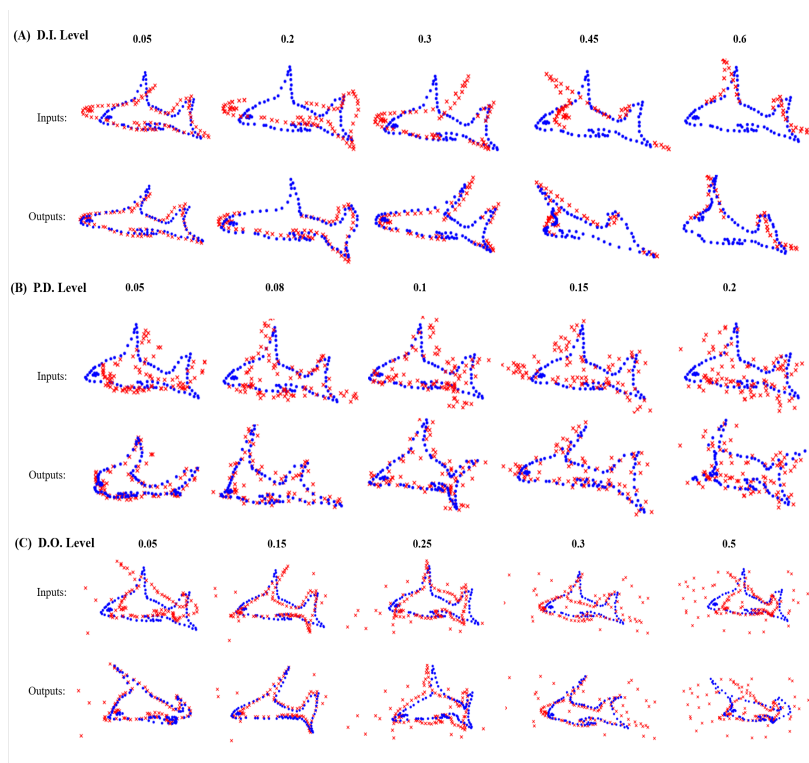 (A) D.I. Level 0.05 0.2 0.3 0.45 0.6
Inputs:
Outputs:
(B) P.D. Level 0.05 0.08 0.1 0.15 0.2
Inputs:
Outputs:
(C) D.O. Level 0.05 0.15 0.25 0.3 0.5
Inputs:
Outputs: